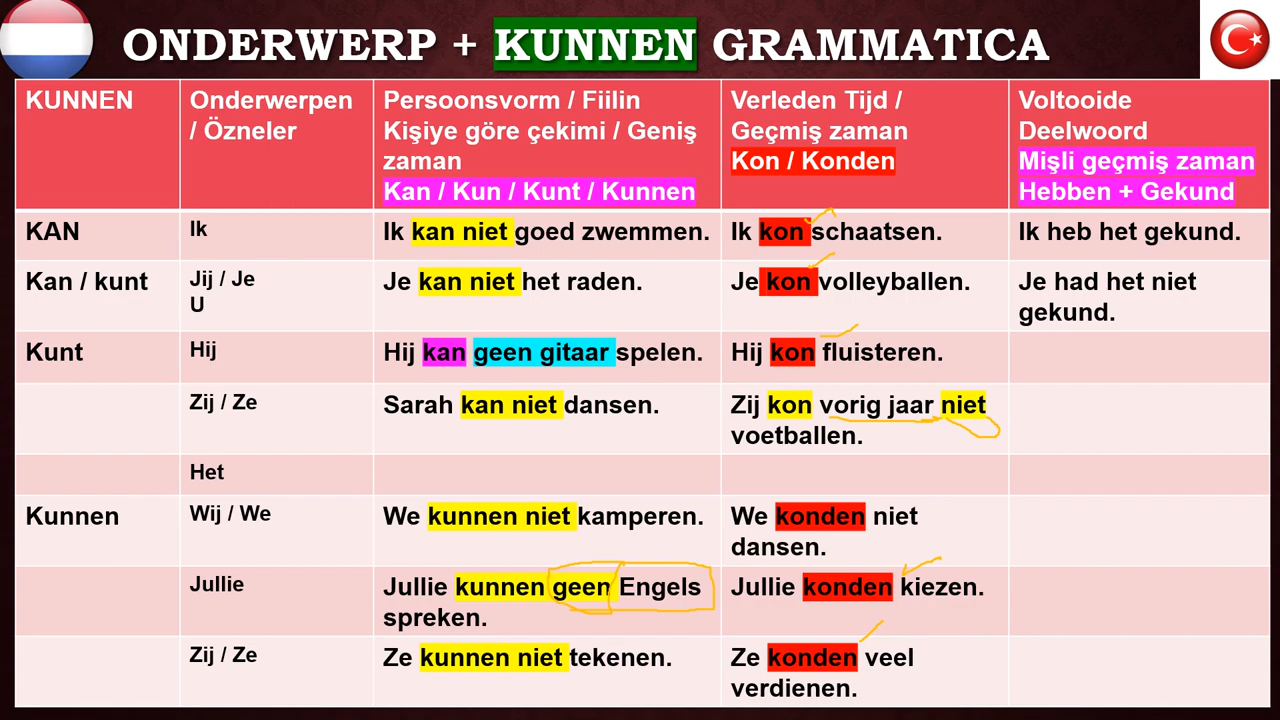 ONDERWERP + KUNNEN GRAMMATICA
KUNNEN
Onderwerpen
/ Özneler
Persoonsvorm / Fiilin
Kişiye göre çekimi / Geniş
zaman
Kan / Kun / Kunt / Kunnen
Verleden Tijd /
Geçmiş zaman
Kon / Konden
Voltooide
Deelwoord
Mişli geçmiş zaman
Hebben + Gekund
KAN
Ik
Ik kan niet goed zwemmen.
Ik kon schaatsen.
Ik heb het gekund.
Kan / kunt
Jij / Je
U
Je kan niet het raden.
Je kon volleyballen.
Je had het niet
gekund.
Kunt
Hij
Hij kan geen gitaar spelen.
Hij kon fluisteren.
Zij / Ze
Sarah kan niet dansen.
Zij kon vorig jaar niet
voetballen.
Het
Kunnen
Wij / We
We kunnen niet kamperen.
We konden niet
dansen.
Jullie
Jullie kunnen geen Engels
spreken.
Jullie konden kiezen.
Zij / Ze
Ze kunnen niet tekenen.
Ze konden veel
verdienen.